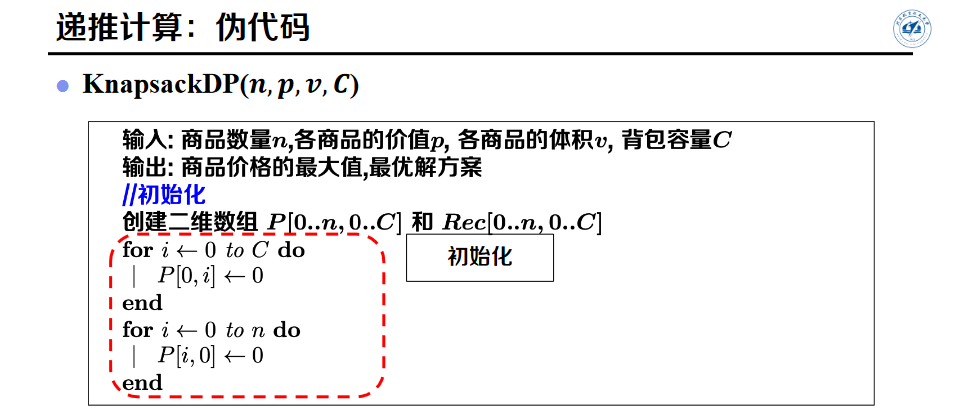 递推计算：伪代码
KnapsackDP(n, p, v, C)
输入: 商品数量n,各商品的价值p, 各商品的体积v, 背包容量C
输出: 商品价格的最大值,最优解方案
//初始化
创建二维数组 P[0..n, 0..C] 和 Rec[0..n, 0..C]
for i ← 0 to C do
| P[0, i] ← 0
end
初始化
for i ← 0 to n do
| P[i, 0] ← 0
end